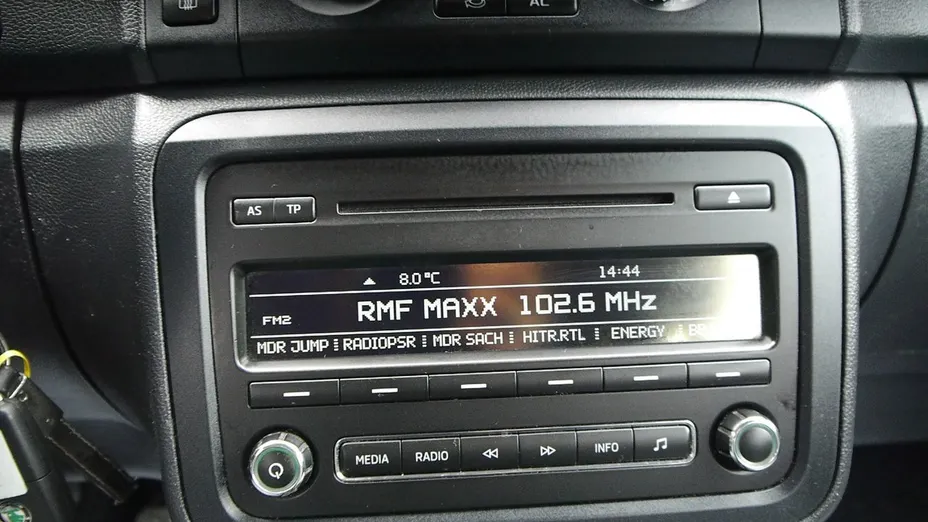 AL
AS TP
8.0°C 14:44
FM2 RMF MAXX 102.6 MHz
MDR JUMP RADIOPSR MDR SACH HITR.RTL ENERGY
MEDIA RADIO INFO